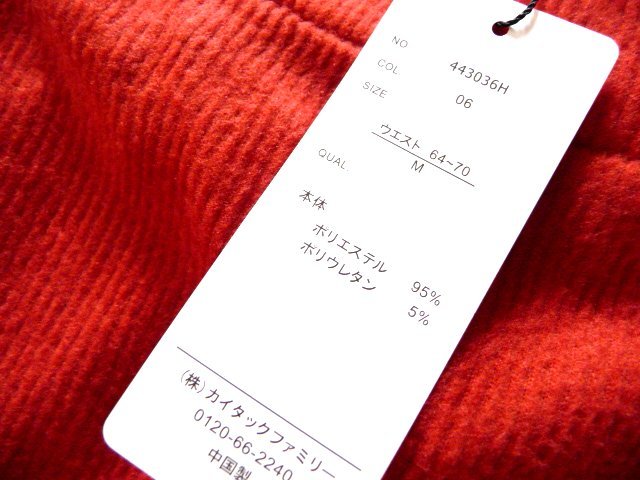 NO 443036H
COL 06
SIZE
ウエスト 64~70
M
QUAL
本体
ポリエステル 95%
ポリウレタン 5%
(株)カイタックファミリー
0120-66-2240
中国製